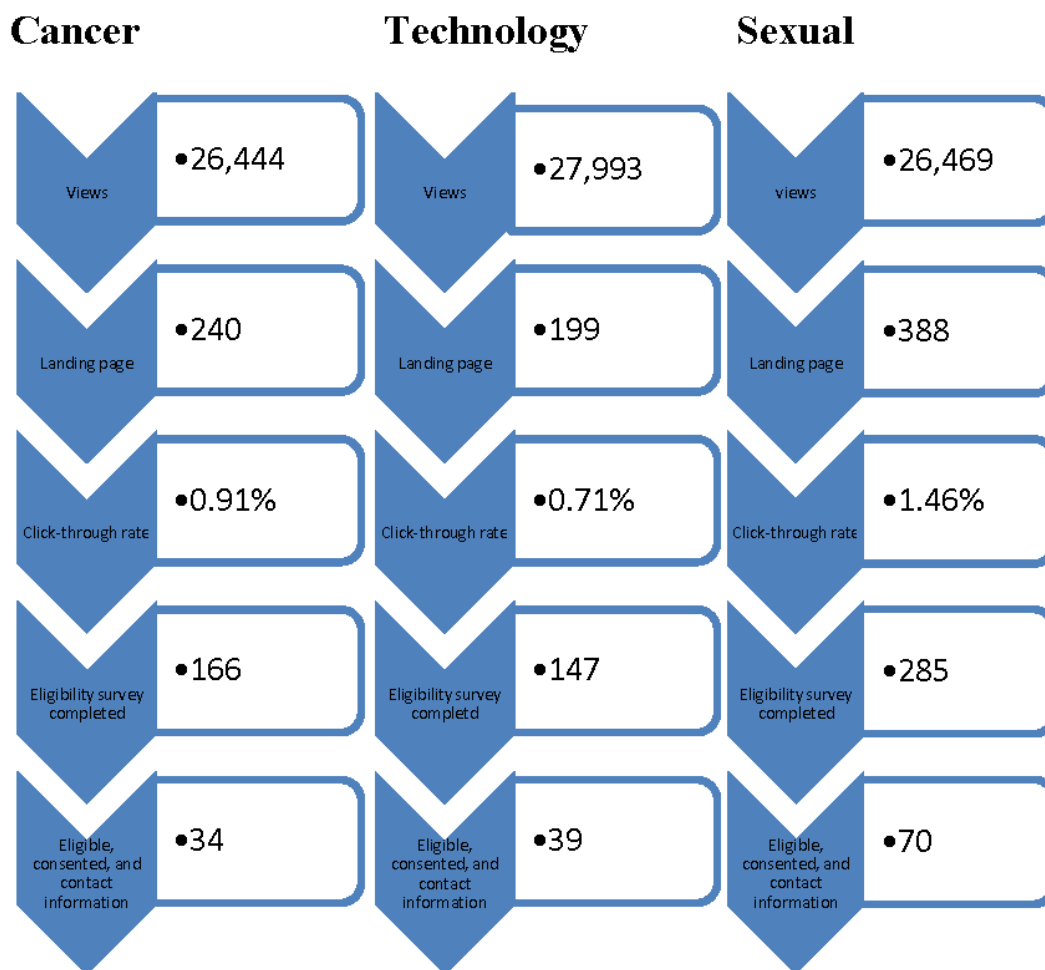 Cancer
Technology
Sexual
Views
•26,444
Views
•27,993
views
•26,469
Landing page
•240
Landing page
•199
Landing page
•388
Click-through rate
•0.91%
Click-through rate
•0.71%
Click-through rate
•1.46%
Eligibility survey
completed
•166
Eligibility survey
completd
•147
Eligibility survey
completed
•285
Eligible,
consented, and
contact
information
•34
Eligible,
consented, and
contact
information
•39
Eligible,
consented, and
contact
information
•70